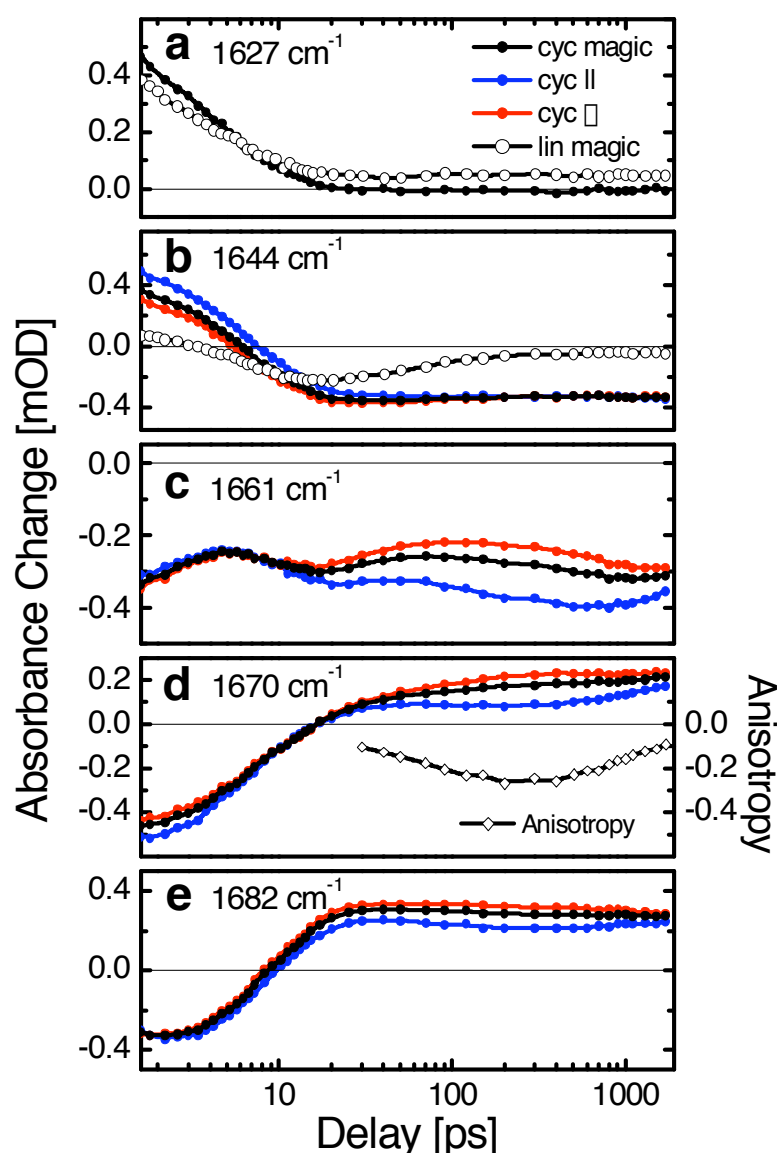 a 1627 cm⁻¹
cyc magic
cyc ||
cyc □
lin magic
0.4
0.2
0.0
b 1644 cm⁻¹
0.4
0.0
-0.4
c 1661 cm⁻¹
0.0
-0.2
-0.4
d 1670 cm⁻¹
0.2
0.0
-0.2
-0.4
0.0
-0.2
-0.4
Anisotropy
e 1682 cm⁻¹
0.4
0.0
-0.4
10
100
1000
Delay [ps]
Absorbance Change [mOD]
Anisotropy